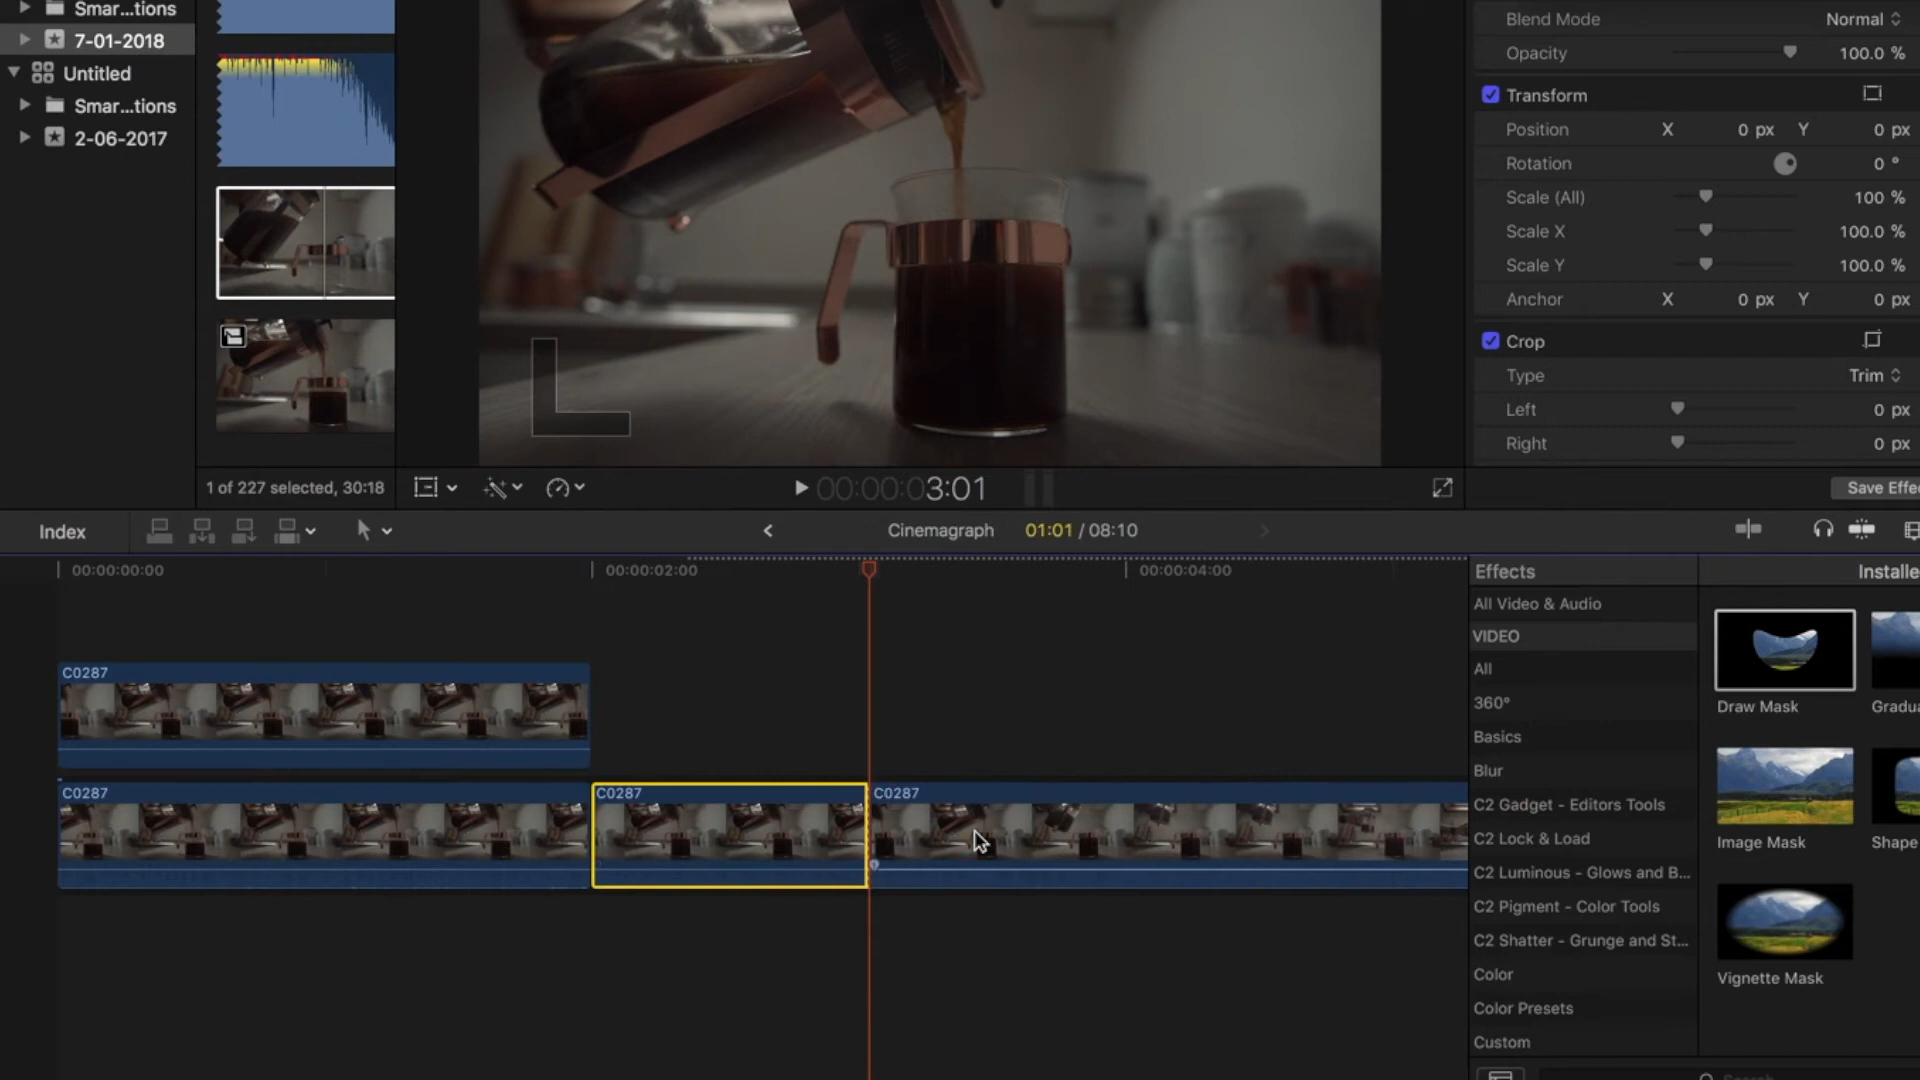 Smar...tions
7-01-2018
Untitled
Smar...tions
2-06-2017
1 of 227 selected, 30:18
00:00:03:01
Blend Mode Normal
Opacity 100.0 %
Transform
Position X 0 px Y 0 px
Rotation 0 °
Scale (All) 100 %
Scale X 100.0 %
Scale Y 100.0 %
Anchor X 0 px Y 0 px
Crop
Type Trim
Left 0 px
Right 0 px
Save Effe
Index
Cinemagraph 01:01 / 08:10
00:00:00:00 00:00:02:00 00:00:04:00
C0287
C0287 C0287 C0287
Effects
Installe
All Video & Audio
VIDEO
All
360°
Basics
Blur
C2 Gadget - Editors Tools
C2 Lock & Load
C2 Luminous - Glows and B...
C2 Pigment - Color Tools
C2 Shatter - Grunge and St...
Color
Color Presets
Custom
Draw Mask
Gradua
Image Mask
Shape
Vignette Mask